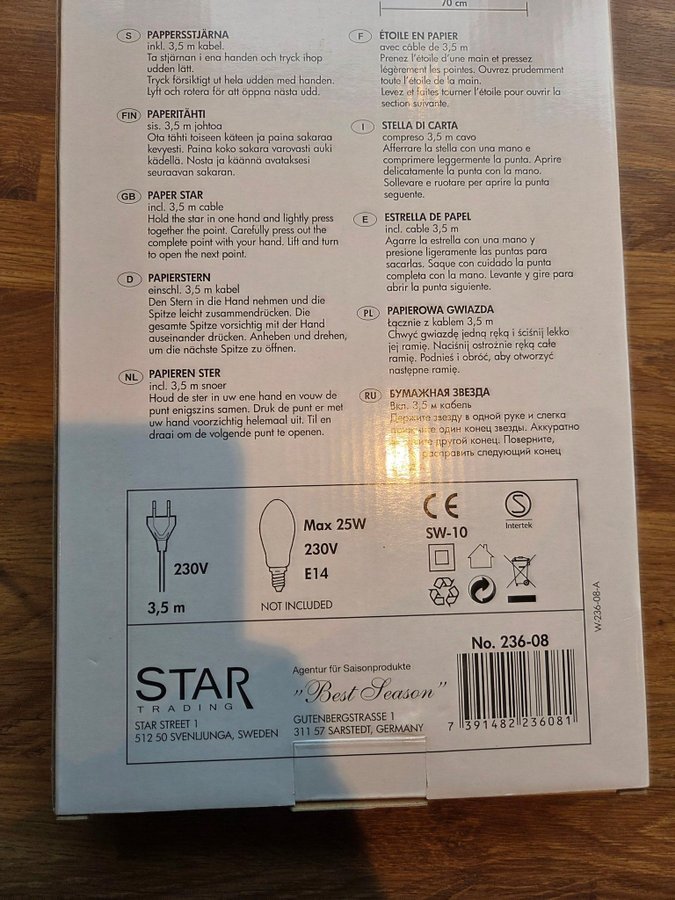 70 cm
S PAPPERSSTJÄRNA
inkl. 3,5 m kabel.
Ta stjärnan i ena handen och tryck ihop
udden lätt.
Tryck försiktigt ut hela udden med handen.
Lyft och rotera för att öppna nästa udd.
FIN PAPERITÄHTI
sis. 3,5 m johtoa
Ota tähti toiseen käteen ja paina sakaraa
kevyesti. Paina koko sakara varovasti auki
kädellä. Nosta ja käännä avataksesi
seuraavan sakaran.
GB PAPER STAR
incl. 3,5 m cable
Hold the star in one hand and lightly press
together the point. Carefully press out the
complete point with your hand. Lift and turn
to open the next point.
D PAPIERSTERN
einschl. 3,5 m kabel
Den Stern in die Hand nehmen und die
Spitze leicht zusammendrücken. Die
gesamte Spitze vorsichtig mit der Hand
auseinander drücken. Anheben und drehen,
um die nächste Spitze zu öffnen.
NL PAPIEREN STER
incl. 3,5 m snoer
Houd de ster in uw ene hand en vouw de
punt enigszins samen. Druk de punt er met
uw hand voorzichtig helemaal uit. Til en
draai om de volgende punt te openen.
F ÉTOILE EN PAPIER
avec câble de 3,5 m
Prenez l'étoile d'une main et pressez
légèrement les pointes. Ouvrez prudemment
toute l'étoile de la main.
Levez et faites tourner l'étoile pour ouvrir la
section suivante.
I STELLA DI CARTA
compreso 3,5 m cavo
Afferrare la stella con una mano e
comprimere leggermente la punta. Aprire
delicatamente la punta con la mano.
Sollevare e ruotare per aprire la punta
seguente.
E ESTRELLA DE PAPEL
incl. cable 3,5 m
Agarre la estrella con una mano y
presione ligeramente las puntas para
sacarlas. Saque con cuidado la punta
completa con la mano. Levante y gire para
abrir la punta siguiente.
PL PAPIEROWA GWIAZDA
Łącznie z kablem 3,5 m
Chwyć gwiazdę jedną ręką i ściśnij lekko
jej ramię. Naciśnij ostrożnie ręką całe
ramię. Podnieś i obróć, aby otworzyć
następne ramię.
RU БУМАЖНАЯ ЗВЕЗДА
Вкл. 3,5 м кабель
Держите звезду в одной руке и слегка
один конец звезды. Аккуратно
другой конец. Поверните,
распра­вить следующий конец
230V
3,5 m
Max 25W
230V
E14
NOT INCLUDED
CE
SW-10
S
Intertek
W-236-08-A
STAR
TRADING
STAR STREET 1
512 50 SVENLJUNGA, SWEDEN
Agentur für Saisonprodukte
"Best Season"
GUTENBERGSTRASSE 1
311 57 SARSTEDT, GERMANY
No. 236-08
7 391482 236081